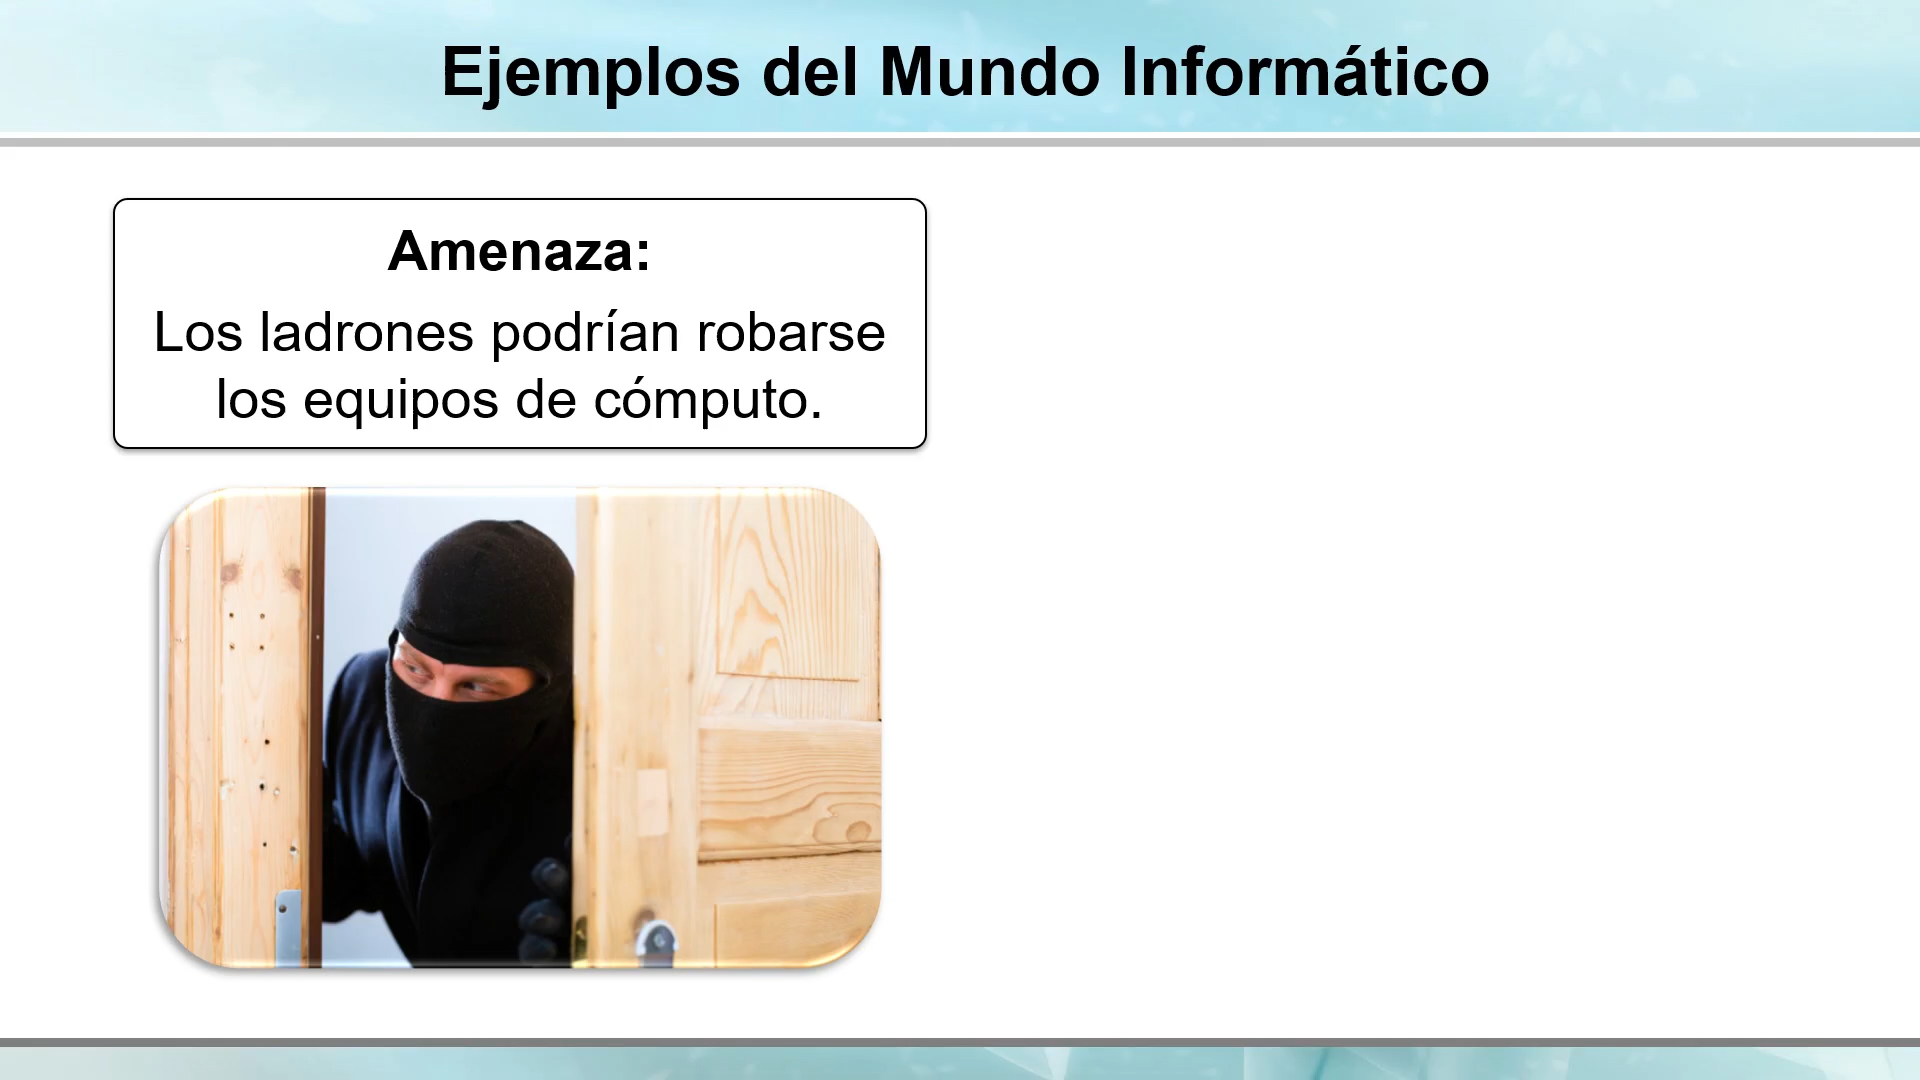 Ejemplos del Mundo Informático
Amenaza:
Los ladrones podrían robarse
los equipos de cómputo.